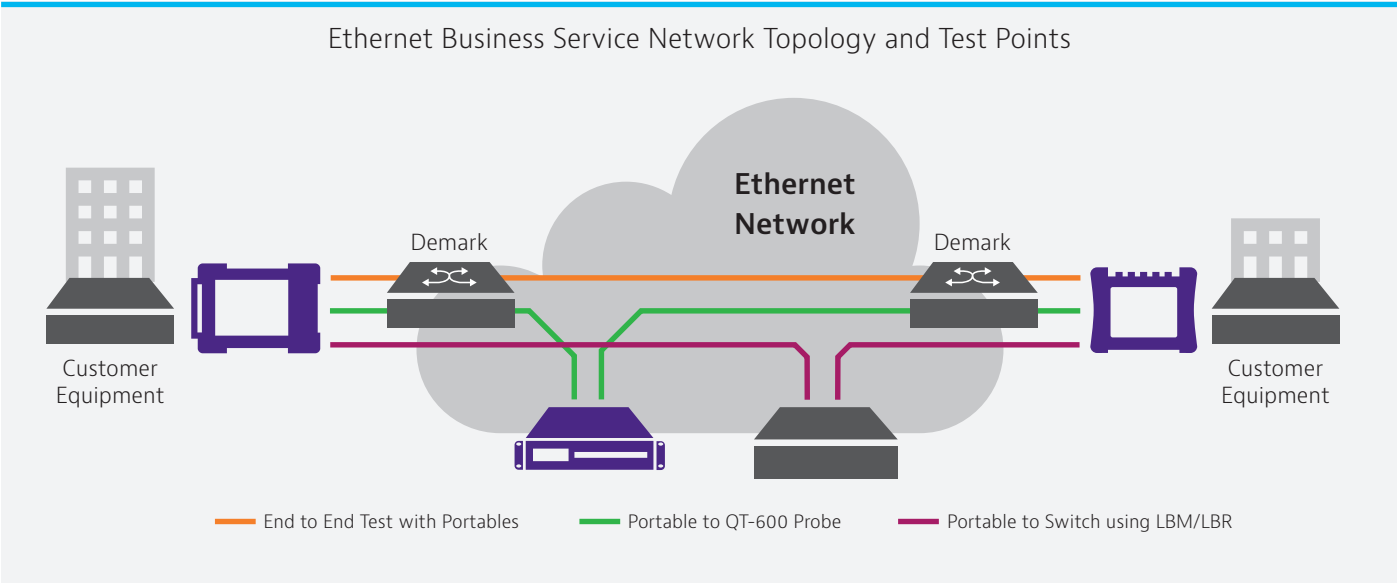 Ethernet Business Service Network Topology and Test Points
Ethernet
Network
Demark
Demark
Customer
Equipment
Customer
Equipment
End to End Test with Portables
Portable to QT-600 Probe
Portable to Switch using LBM/LBR